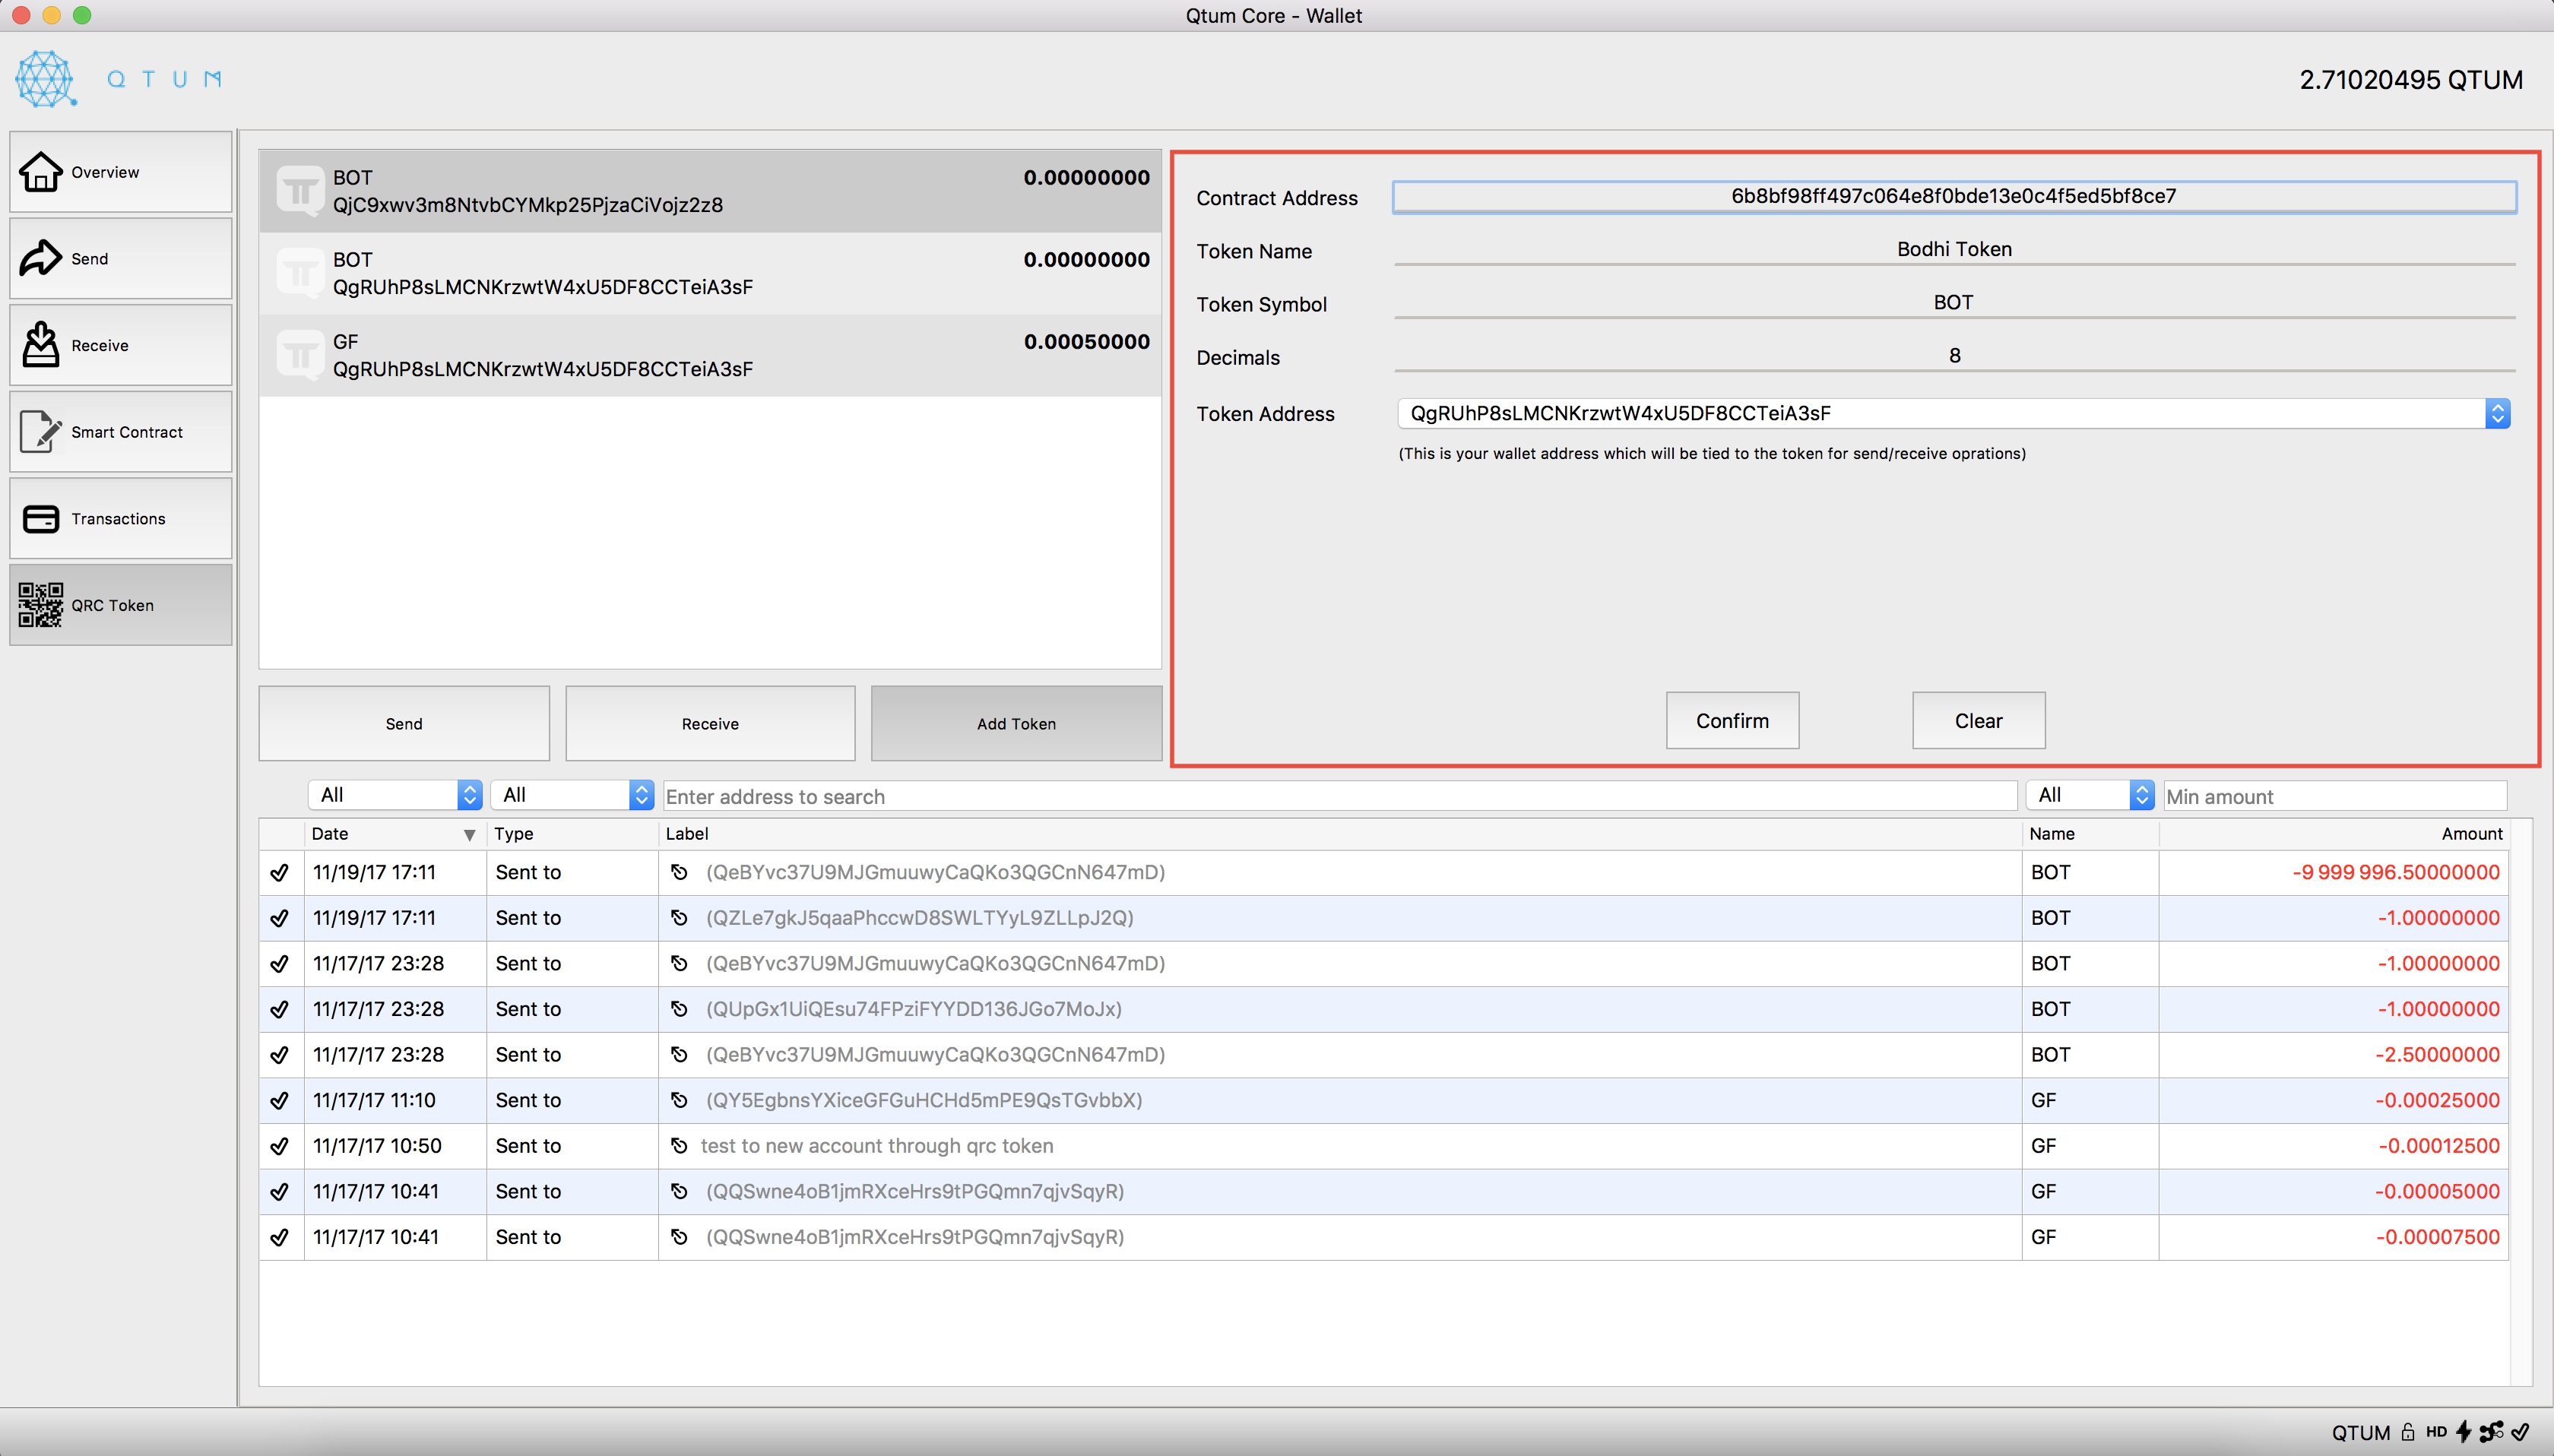 Qtum Core - Wallet
QTUM
2.71020495 QTUM
Overview
Send
Receive
Smart Contract
Transactions
QRC Token
BOT 0.00000000
QjC9xwv3m8NtvbCYMkp25PjzaCiVojz2z8
BOT 0.00000000
QgRUhP8sLMCNKrzwtW4xU5DF8CCTeiA3sF
GF 0.00050000
QgRUhP8sLMCNKrzwtW4xU5DF8CCTeiA3sF
Send Receive Add Token
Contract Address 6b8bf98ff497c064e8f0bde13e0c4f5ed5bf8ce7
Token Name Bodhi Token
Token Symbol BOT
Decimals 8
Token Address QgRUhP8sLMCNKrzwtW4xU5DF8CCTeiA3sF
(This is your wallet address which will be tied to the token for send/receive oprations)
Confirm Clear
All All Enter address to search All Min amount
Date Type Label Name Amount
11/19/17 17:11 Sent to (QeBYvc37U9MJGmuuwyCaQKo3QGCnN647mD) BOT -9 999 996.50000000
11/19/17 17:11 Sent to (QZLe7gkJ5qaaPhccwD8SWLTYyL9ZLLpJ2Q) BOT -1.00000000
11/17/17 23:28 Sent to (QeBYvc37U9MJGmuuwyCaQKo3QGCnN647mD) BOT -1.00000000
11/17/17 23:28 Sent to (QUpGx1UiQEsu74FPziFYYDD136JGo7MoJx) BOT -1.00000000
11/17/17 23:28 Sent to (QeBYvc37U9MJGmuuwyCaQKo3QGCnN647mD) BOT -2.50000000
11/17/17 11:10 Sent to (QY5EgbnsYXiceGFGuHCHd5mPE9QsTGvbbX) GF -0.00025000
11/17/17 10:50 Sent to test to new account through qrc token GF -0.00012500
11/17/17 10:41 Sent to (QQSwne4oB1jmRXceHrs9tPGQmn7qjvSqyR) GF -0.00005000
11/17/17 10:41 Sent to (QQSwne4oB1jmRXceHrs9tPGQmn7qjvSqyR) GF -0.00007500
QTUM HD